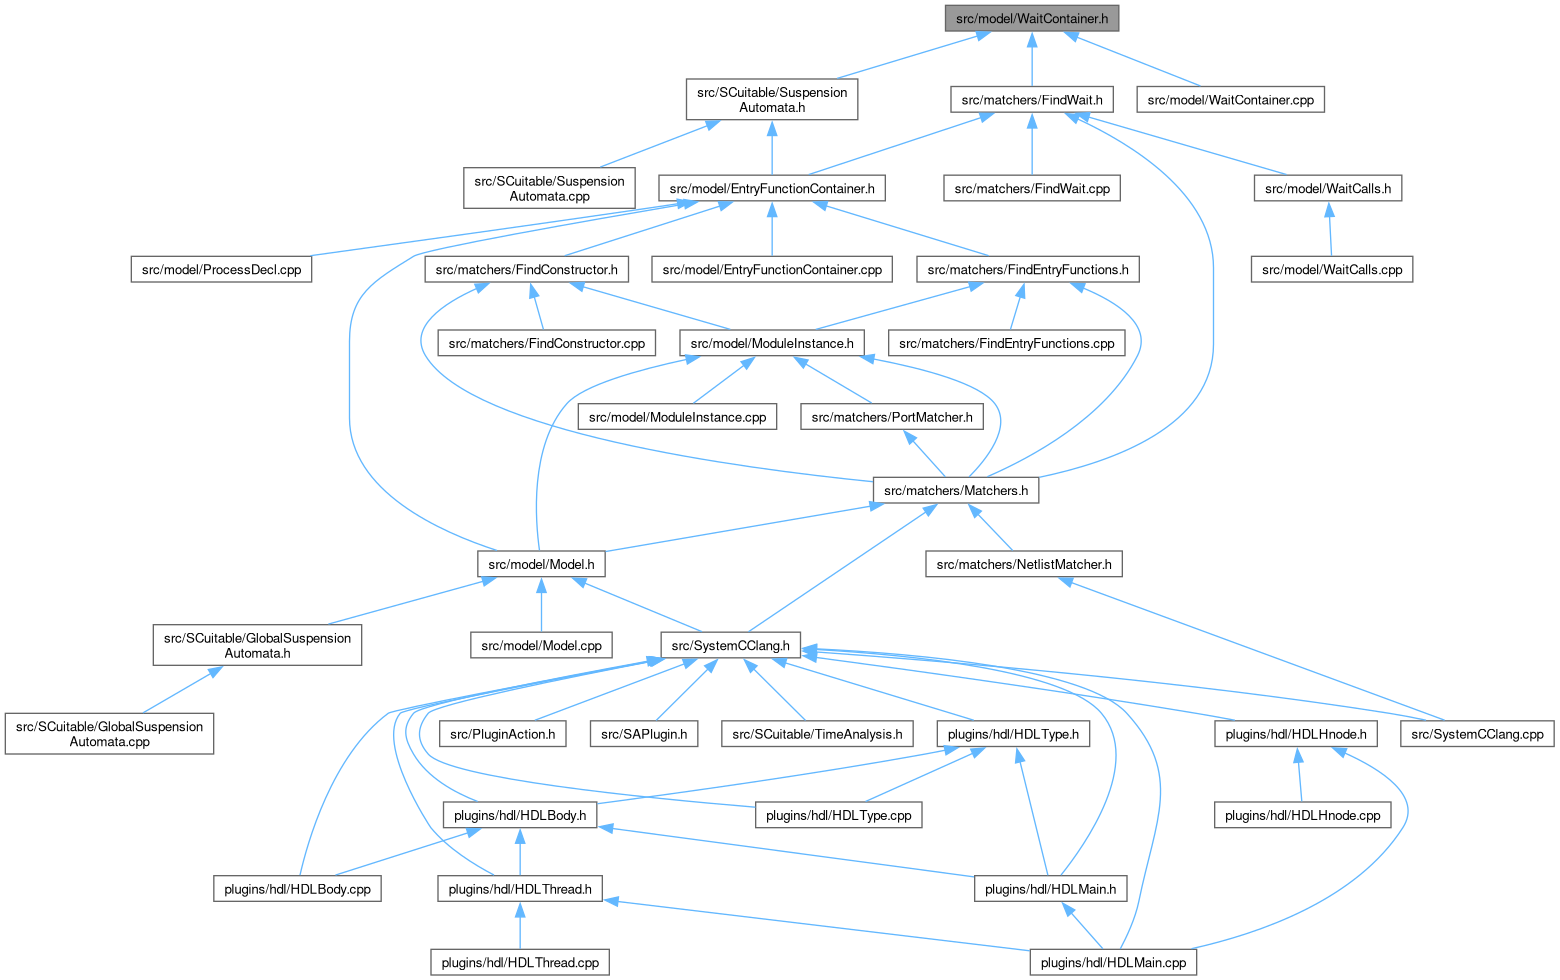 src/model/WaitContainer.h
src/SCuitable/Suspension
Automata.h
src/matchers/FindWait.h
src/model/WaitContainer.cpp
src/SCuitable/Suspension
Automata.cpp
src/model/EntryFunctionContainer.h
src/matchers/FindWait.cpp
src/model/WaitCalls.h
src/model/ProcessDecl.cpp
src/matchers/FindConstructor.h
src/model/EntryFunctionContainer.cpp
src/matchers/FindEntryFunctions.h
src/model/WaitCalls.cpp
src/matchers/FindConstructor.cpp
src/model/ModuleInstance.h
src/matchers/FindEntryFunctions.cpp
src/model/ModuleInstance.cpp
src/matchers/PortMatcher.h
src/matchers/Matchers.h
src/model/Model.h
src/matchers/NetlistMatcher.h
src/SCuitable/GlobalSuspension
Automata.h
src/model/Model.cpp
src/SystemCClang.h
src/SCuitable/GlobalSuspension
Automata.cpp
src/PluginAction.h
src/SAPlugin.h
src/SCuitable/TimeAnalysis.h
plugins/hdl/HDLType.h
plugins/hdl/HDLHnode.h
src/SystemCClang.cpp
plugins/hdl/HDLBody.h
plugins/hdl/HDLType.cpp
plugins/hdl/HDLHnode.cpp
plugins/hdl/HDLBody.cpp
plugins/hdl/HDLThread.h
plugins/hdl/HDLMain.h
plugins/hdl/HDLThread.cpp
plugins/hdl/HDLMain.cpp